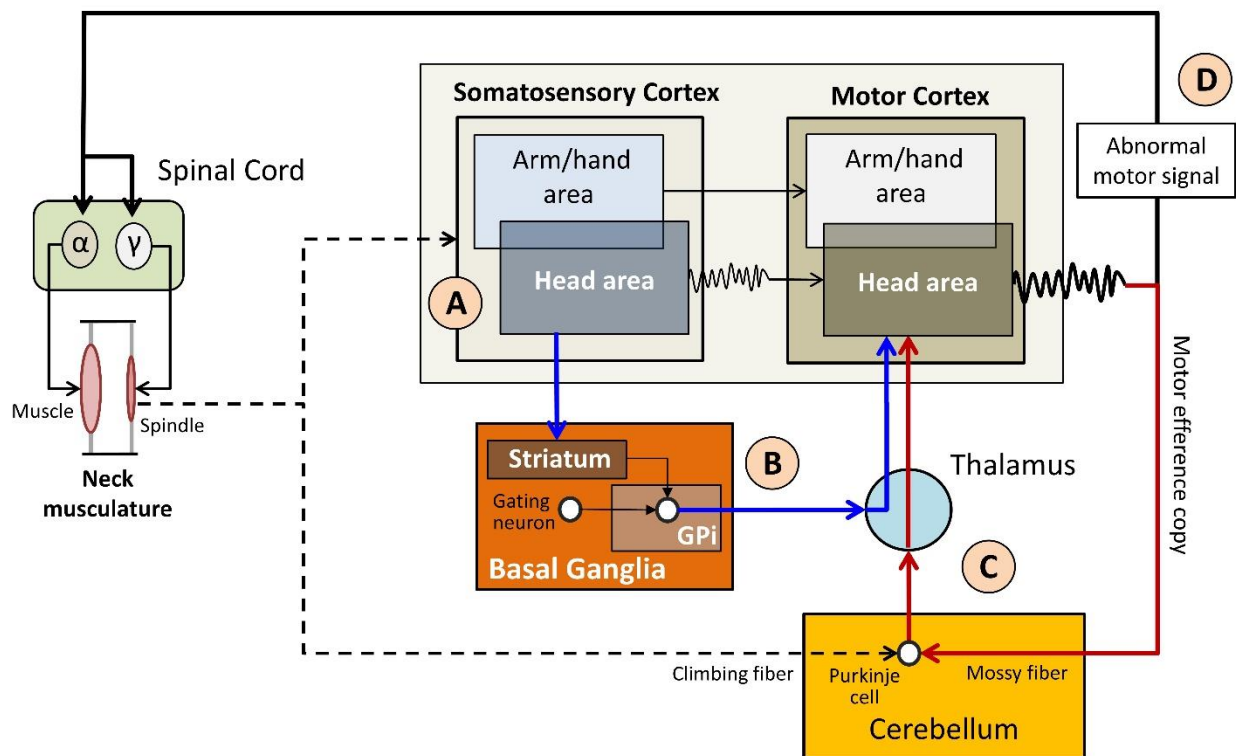 Somatosensory Cortex
Motor Cortex
D
Arm/hand
area
Arm/hand
area
Abnormal
motor signal
Spinal Cord
α
γ
Head area
Head area
A
Muscle
Spindle
Neck
musculature
Motor efference copy
Striatum
B
Thalamus
Gating
neuron
GPi
Basal Ganglia
C
Climbing fiber
Purkinje
cell
Mossy fiber
Cerebellum